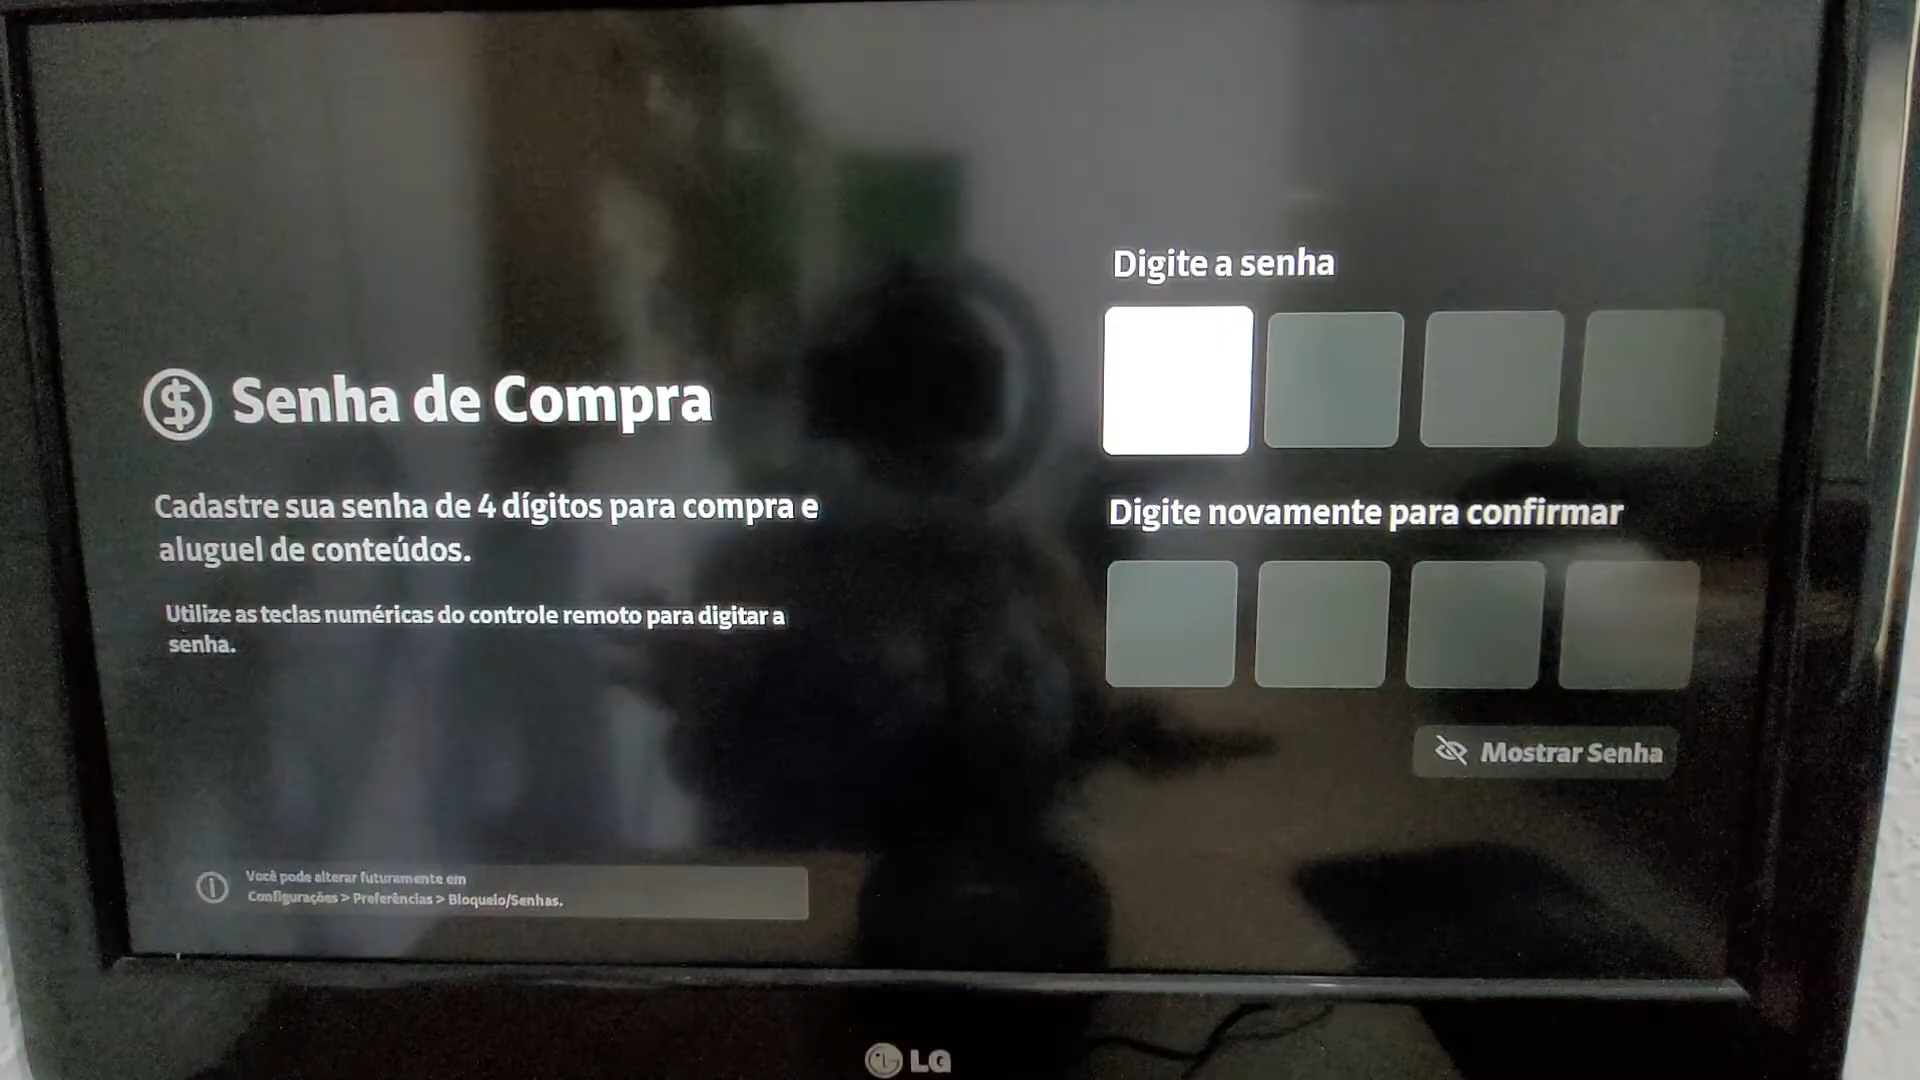 Senha de Compra
Cadastre sua senha de 4 dígitos para compra e
aluguel de conteúdos.
Utilize as teclas numéricas do controle remoto para digitar a
senha.
Você pode alterar futuramente em
Configurações > Preferências > Bloqueio/Senhas.
Digite a senha
Digite novamente para confirmar
Mostrar Senha
LG